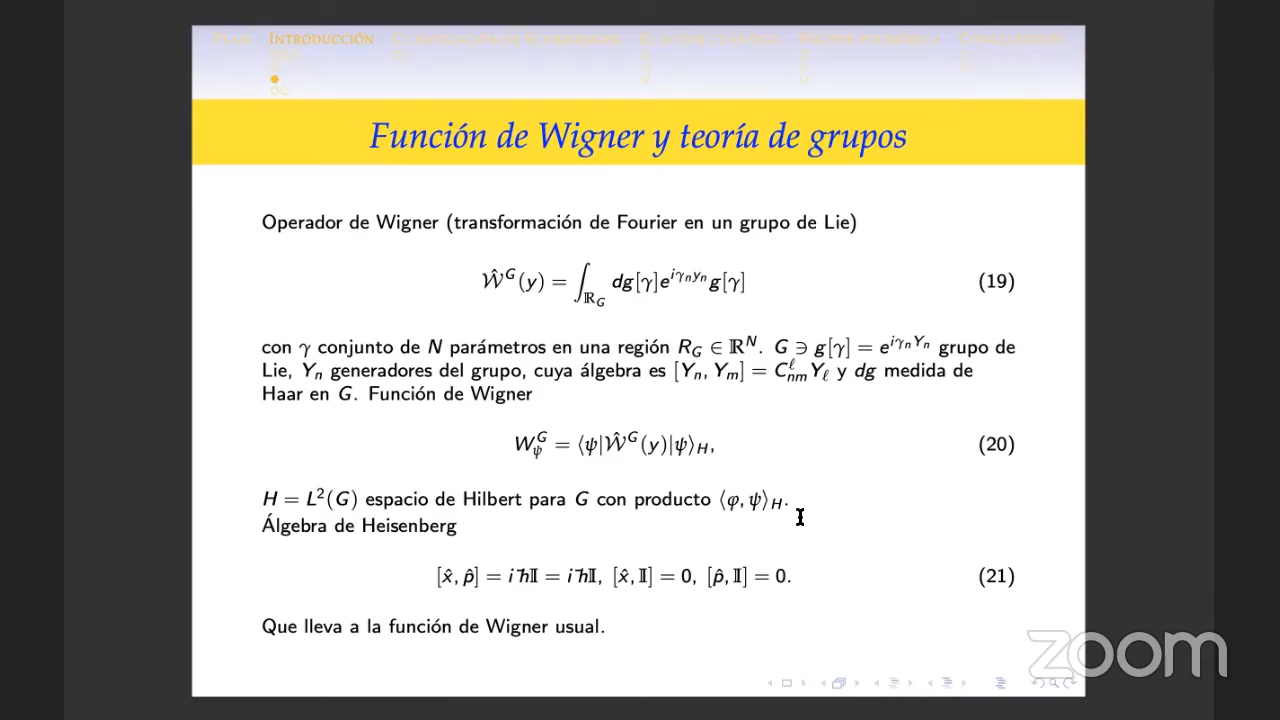 INTRODUCCIÓN
Función de Wigner y teoría de grupos
Operador de Wigner (transformación de Fourier en un grupo de Lie)
𝒲̂^G(y) = ∫_{ℝ_G} dg[γ]e^{iγ_n y_n} g[γ] (19)
con γ conjunto de N parámetros en una región R_G ∈ ℝ^N. G ∋ g[γ] = e^{iγ_n Y_n} grupo de
Lie, Y_n generadores del grupo, cuya álgebra es [Y_n, Y_m] = C^ℓ_{nm} Y_ℓ y dg medida de
Haar en G. Función de Wigner
W^G_ψ = ⟨ψ|𝒲̂^G(y)|ψ⟩_H, (20)
H = L²(G) espacio de Hilbert para G con producto ⟨φ, ψ⟩_H.
Álgebra de Heisenberg
[x̂, p̂] = iℏ𝕀 = iℏ𝕀, [x̂, 𝕀] = 0, [p̂, 𝕀] = 0. (21)
Que lleva a la función de Wigner usual.
zoom